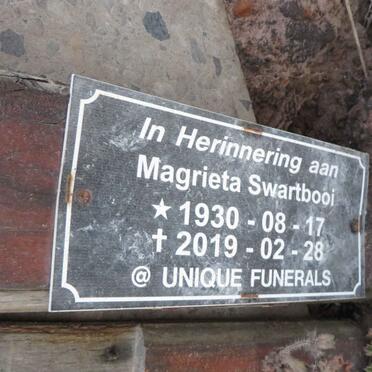 In Herinnering aan
Magrieta Swartbooi
★ 1930 - 08 - 17
✝ 2019 - 02 - 28
@ UNIQUE FUNERALS